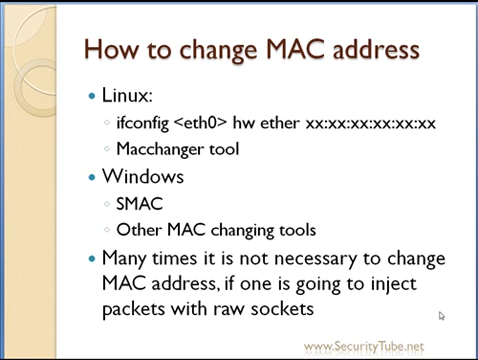 How to change MAC address
• Linux:
◦ ifconfig <eth0> hw ether xx:xx:xx:xx:xx:xx
◦ Macchanger tool
• Windows
◦ SMAC
◦ Other MAC changing tools
• Many times it is not necessary to change
MAC address, if one is going to inject
packets with raw sockets
www.SecurityTube.net